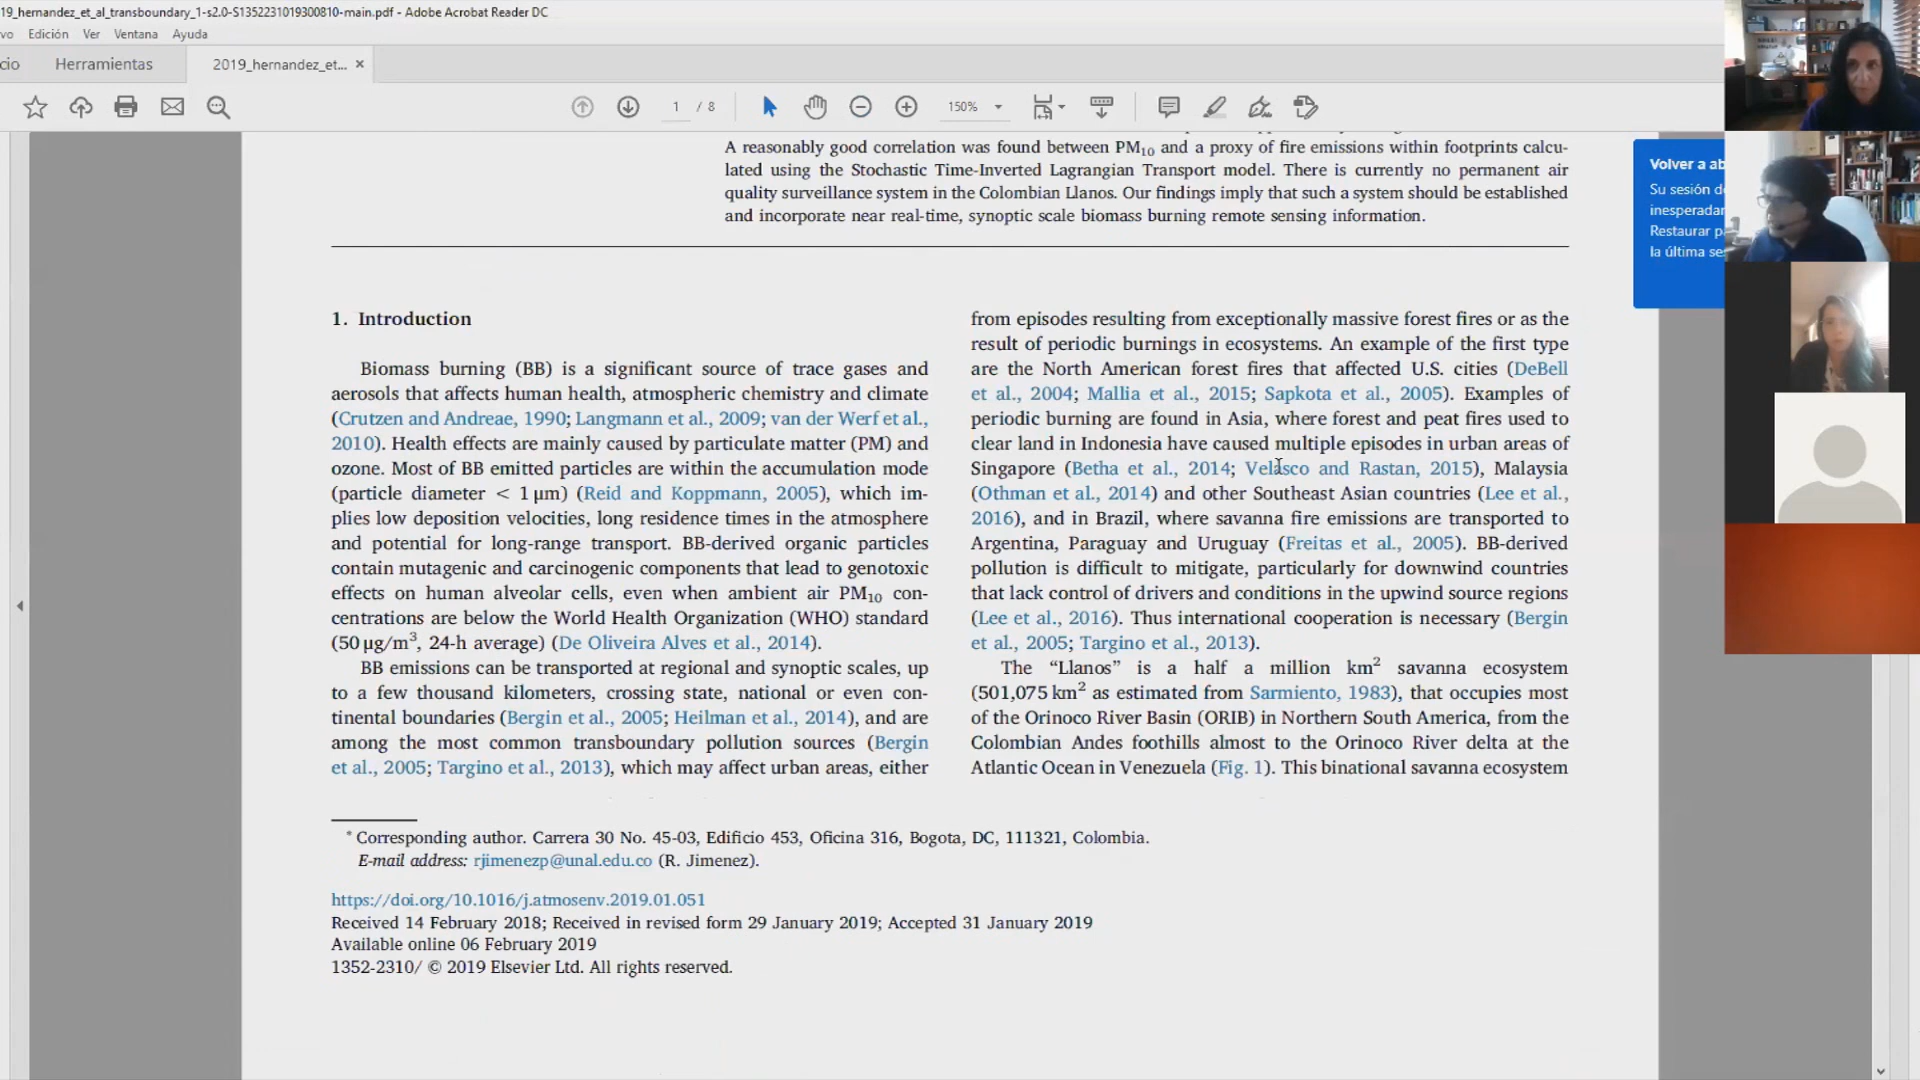 19_hernandez_et_al_transboundary_1-s2.0-S1352231019300810-main.pdf - Adobe Acrobat Reader DC
vo Edición Ver Ventana Ayuda
cio Herramientas 2019_hernandez_et... ×
1 / 8 150%
A reasonably good correlation was found between PM10 and a proxy of fire emissions within footprints calcu-
lated using the Stochastic Time-Inverted Lagrangian Transport model. There is currently no permanent air
quality surveillance system in the Colombian Llanos. Our findings imply that such a system should be established
and incorporate near real-time, synoptic scale biomass burning remote sensing information.
1. Introduction
Biomass burning (BB) is a significant source of trace gases and
aerosols that affects human health, atmospheric chemistry and climate
(Crutzen and Andreae, 1990; Langmann et al., 2009; van der Werf et al.,
2010). Health effects are mainly caused by particulate matter (PM) and
ozone. Most of BB emitted particles are within the accumulation mode
(particle diameter < 1 μm) (Reid and Koppmann, 2005), which im-
plies low deposition velocities, long residence times in the atmosphere
and potential for long-range transport. BB-derived organic particles
contain mutagenic and carcinogenic components that lead to genotoxic
effects on human alveolar cells, even when ambient air PM10 con-
centrations are below the World Health Organization (WHO) standard
(50 μg/m3, 24-h average) (De Oliveira Alves et al., 2014).
BB emissions can be transported at regional and synoptic scales, up
to a few thousand kilometers, crossing state, national or even con-
tinental boundaries (Bergin et al., 2005; Heilman et al., 2014), and are
among the most common transboundary pollution sources (Bergin
et al., 2005; Targino et al., 2013), which may affect urban areas, either
from episodes resulting from exceptionally massive forest fires or as the
result of periodic burnings in ecosystems. An example of the first type
are the North American forest fires that affected U.S. cities (DeBell
et al., 2004; Mallia et al., 2015; Sapkota et al., 2005). Examples of
periodic burning are found in Asia, where forest and peat fires used to
clear land in Indonesia have caused multiple episodes in urban areas of
Singapore (Betha et al., 2014; Velasco and Rastan, 2015), Malaysia
(Othman et al., 2014) and other Southeast Asian countries (Lee et al.,
2016), and in Brazil, where savanna fire emissions are transported to
Argentina, Paraguay and Uruguay (Freitas et al., 2005). BB-derived
pollution is difficult to mitigate, particularly for downwind countries
that lack control of drivers and conditions in the upwind source regions
(Lee et al., 2016). Thus international cooperation is necessary (Bergin
et al., 2005; Targino et al., 2013).
The “Llanos” is a half a million km2 savanna ecosystem
(501,075 km2 as estimated from Sarmiento, 1983), that occupies most
of the Orinoco River Basin (ORIB) in Northern South America, from the
Colombian Andes foothills almost to the Orinoco River delta at the
Atlantic Ocean in Venezuela (Fig. 1). This binational savanna ecosystem
* Corresponding author. Carrera 30 No. 45-03, Edificio 453, Oficina 316, Bogota, DC, 111321, Colombia.
E-mail address: rjimenezp@unal.edu.co (R. Jimenez).
https://doi.org/10.1016/j.atmosenv.2019.01.051
Received 14 February 2018; Received in revised form 29 January 2019; Accepted 31 January 2019
Available online 06 February 2019
1352-2310/ © 2019 Elsevier Ltd. All rights reserved.
Volver a ab
Su sesión d
inesperadar
Restaurar p
la última se